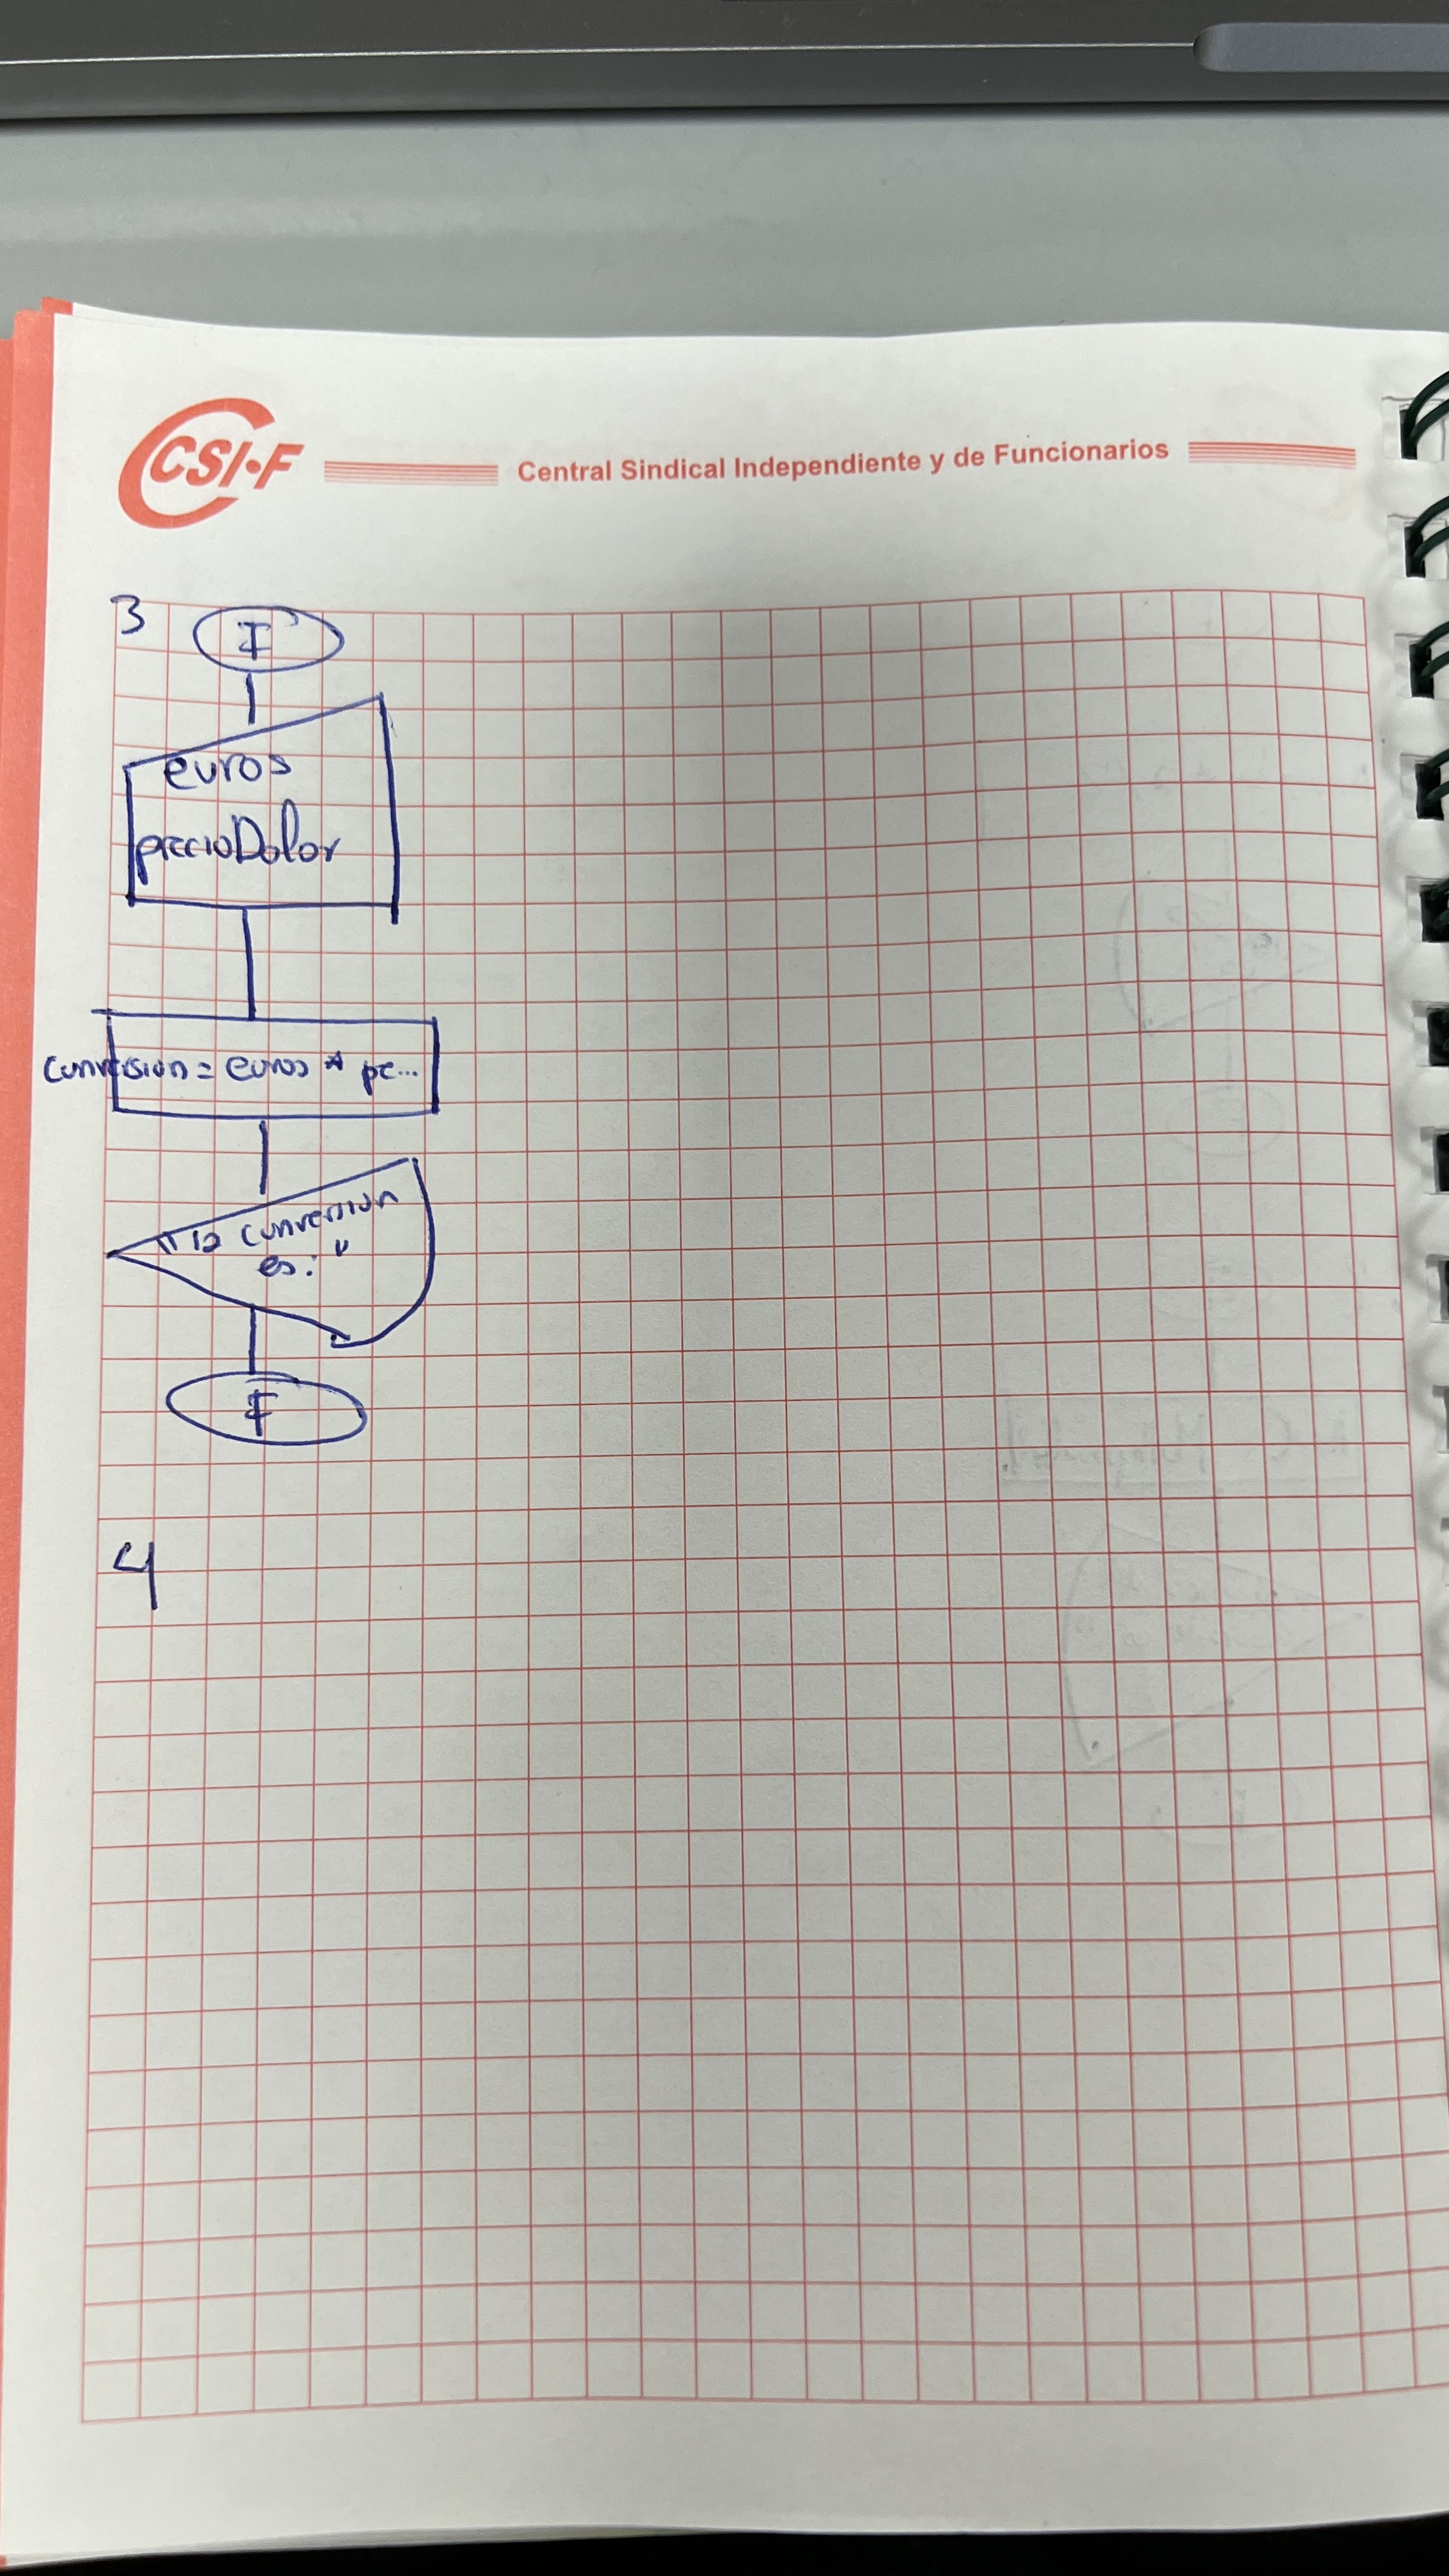 CSI·F
Central Sindical Independiente y de Funcionarios
3
I
euros
precioDolar
conversion = euros * pc...
"la conversion
es: "
F
4